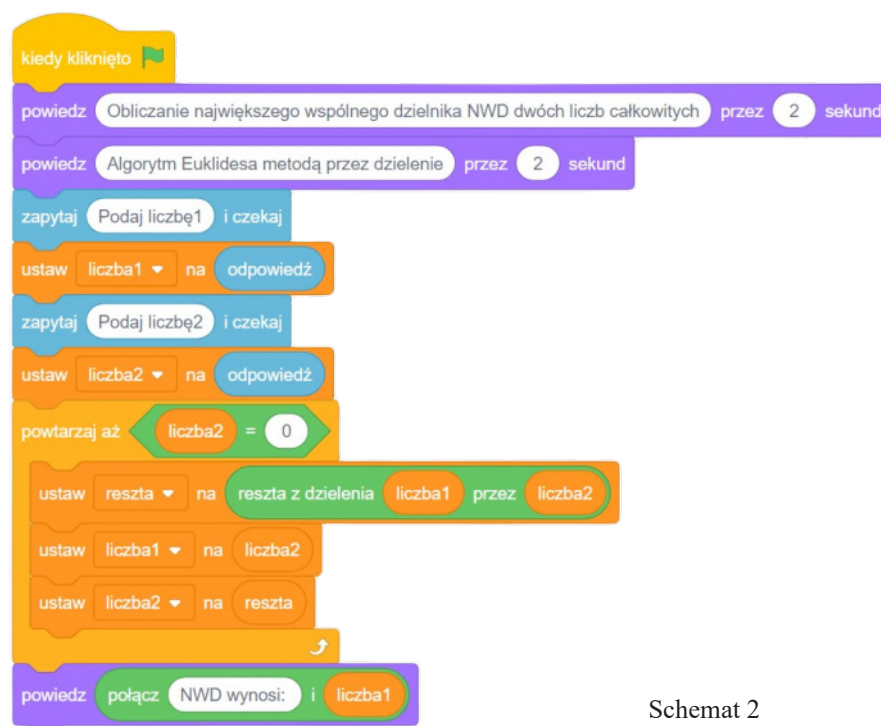 kiedy kliknięto
powiedz Obliczanie największego wspólnego dzielnika NWD dwóch liczb całkowitych przez 2 sekund
powiedz Algorytm Euklidesa metodą przez dzielenie przez 2 sekund
zapytaj Podaj liczbę1 i czekaj
ustaw liczba1 na odpowiedź
zapytaj Podaj liczbę2 i czekaj
ustaw liczba2 na odpowiedź
powtarzaj aż liczba2 = 0
ustaw reszta na reszta z dzielenia liczba1 przez liczba2
ustaw liczba1 na liczba2
ustaw liczba2 na reszta
powiedz połącz NWD wynosi: i liczba1
Schemat 2